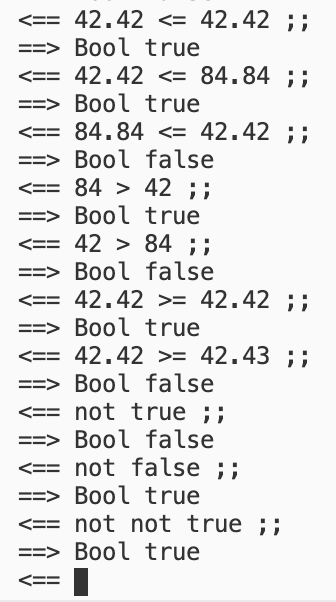 <== 42.42 <= 42.42 ;;
==> Bool true
<== 42.42 <= 84.84 ;;
==> Bool true
<== 84.84 <= 42.42 ;;
==> Bool false
<== 84 > 42 ;;
==> Bool true
<== 42 > 84 ;;
==> Bool false
<== 42.42 >= 42.42 ;;
==> Bool true
<== 42.42 >= 42.43 ;;
==> Bool false
<== not true ;;
==> Bool false
<== not false ;;
==> Bool true
<== not not true ;;
==> Bool true
<==